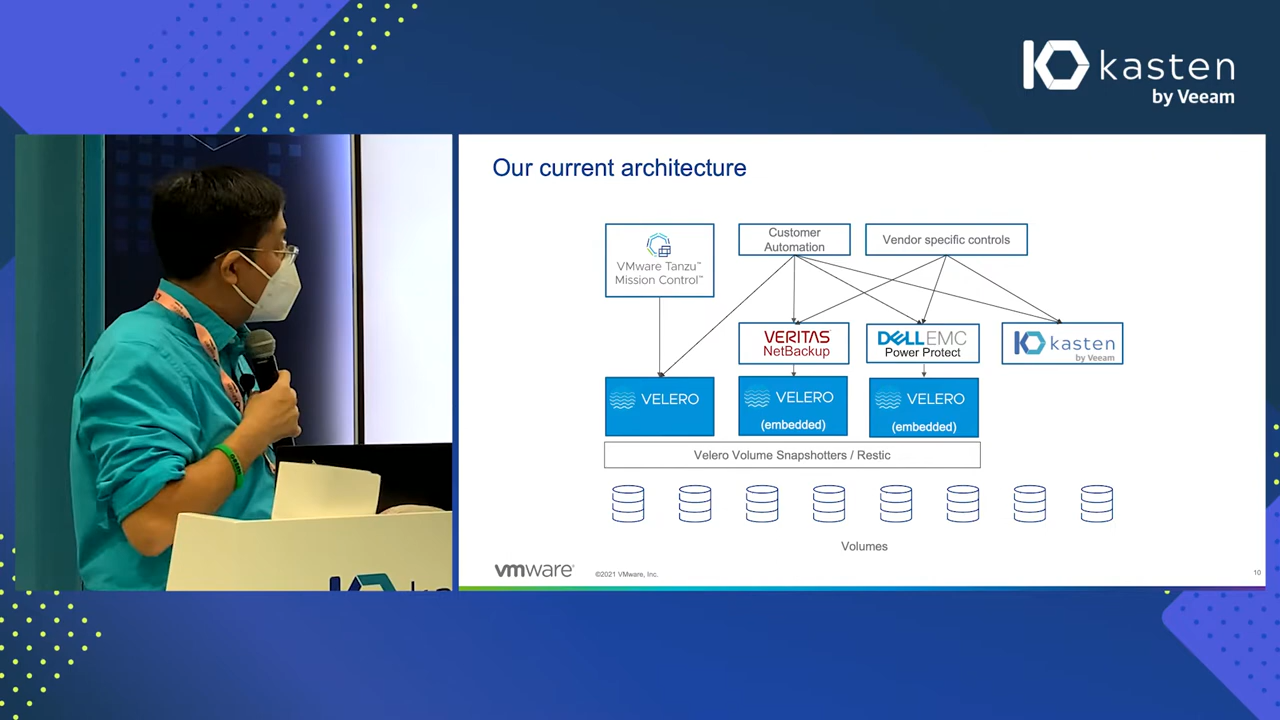 kasten
by Veeam
Our current architecture
VMware Tanzu™
Mission Control™
Customer
Automation
Vendor specific controls
VERITAS
NetBackup
DELLEMC
Power Protect
kasten
by Veeam
VELERO
VELERO
(embedded)
VELERO
(embedded)
Velero Volume Snapshotters / Restic
Volumes
vmware®
©2021 VMware, Inc.
10